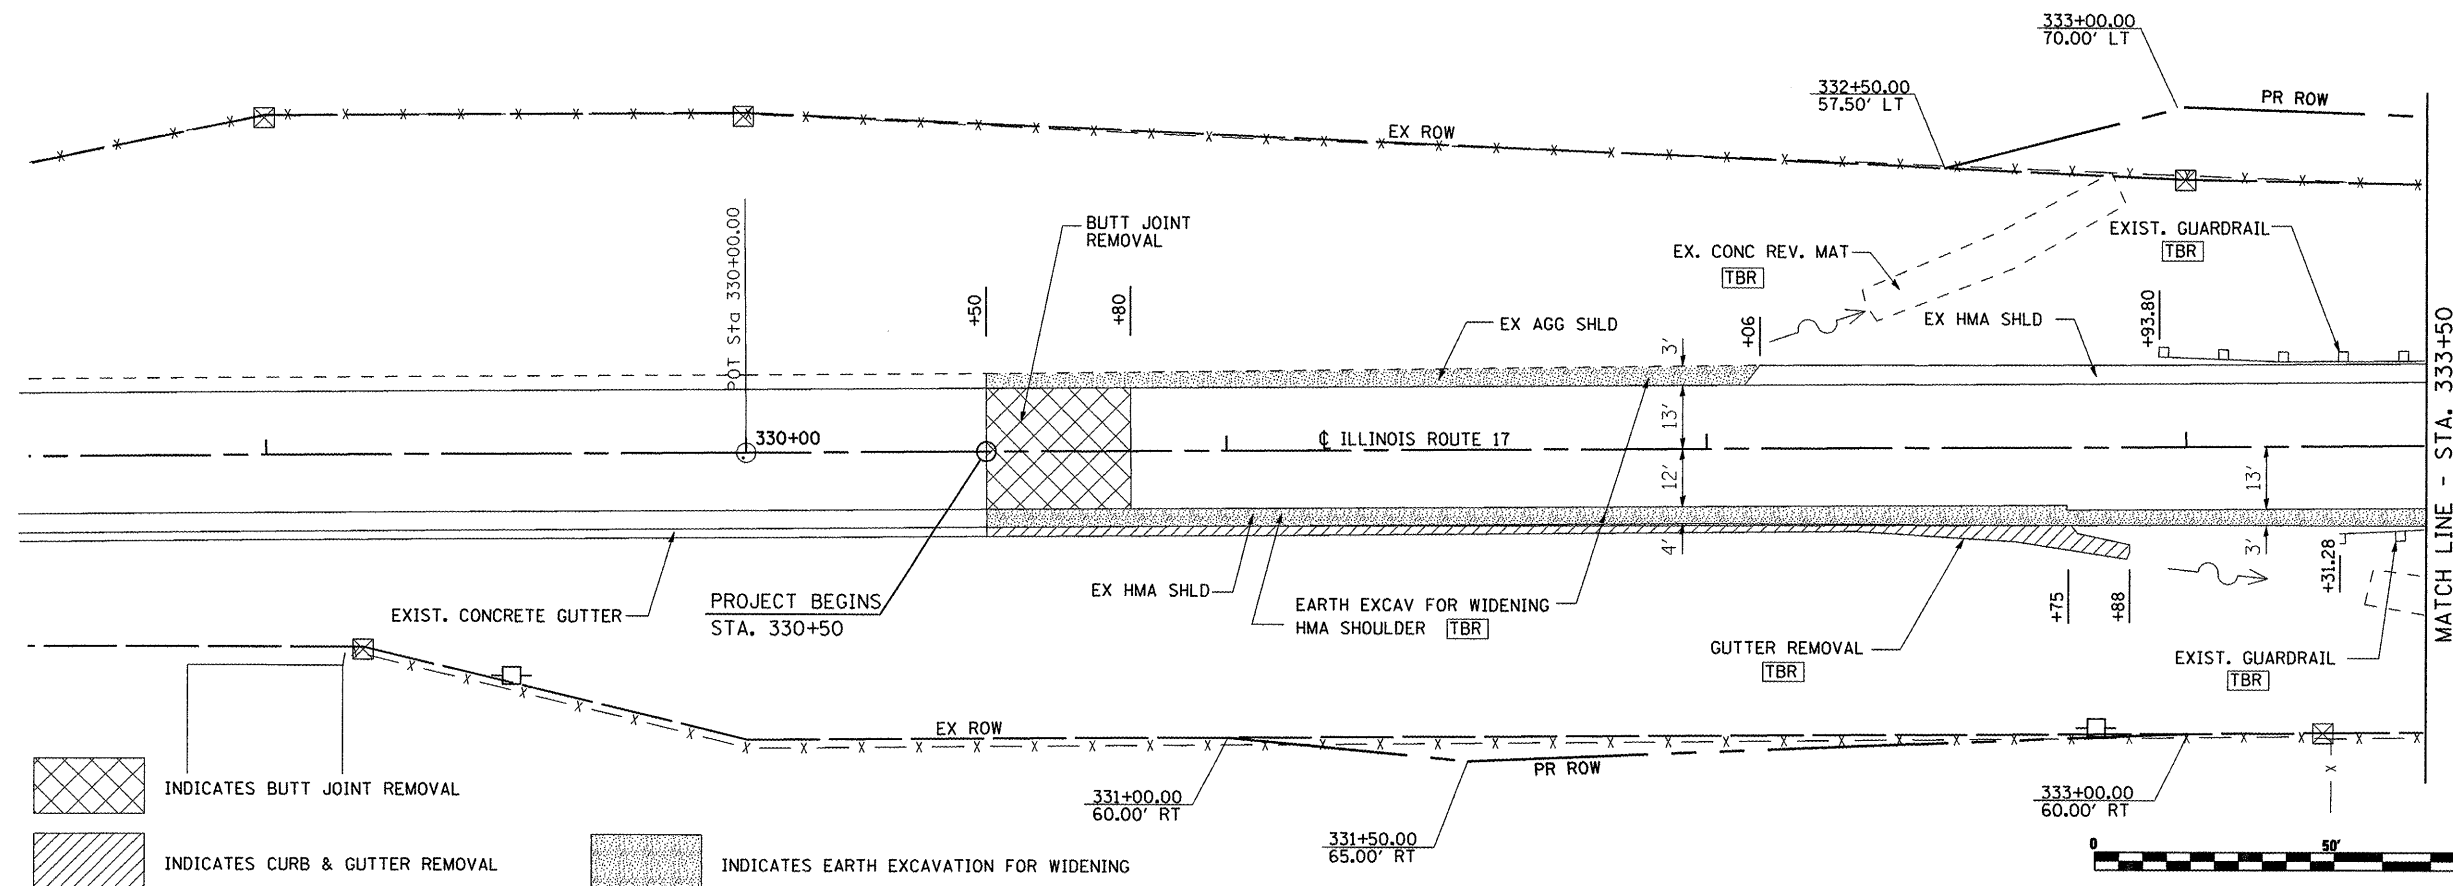 333+00.00
70.00' LT
332+50.00
57.50' LT
PR ROW
EX ROW
POT Sta 330+00.00
BUTT JOINT
REMOVAL
EXIST. GUARDRAIL
TBR
EX. CONC REV. MAT
TBR
+50
+80
EX AGG SHLD
3'
+06
EX HMA SHLD
+93.80
MATCH LINE - STA. 333+50
330+00
13'
℄ ILLINOIS ROUTE 17
12'
13'
4'
3'
+31.28
EXIST. CONCRETE GUTTER
PROJECT BEGINS
STA. 330+50
EX HMA SHLD
EARTH EXCAV FOR WIDENING
HMA SHOULDER TBR
+75
+88
GUTTER REMOVAL
TBR
EXIST. GUARDRAIL
TBR
EX ROW
PR ROW
331+00.00
60.00' RT
331+50.00
65.00' RT
333+00.00
60.00' RT
INDICATES BUTT JOINT REMOVAL
INDICATES CURB & GUTTER REMOVAL
INDICATES EARTH EXCAVATION FOR WIDENING
0
50'